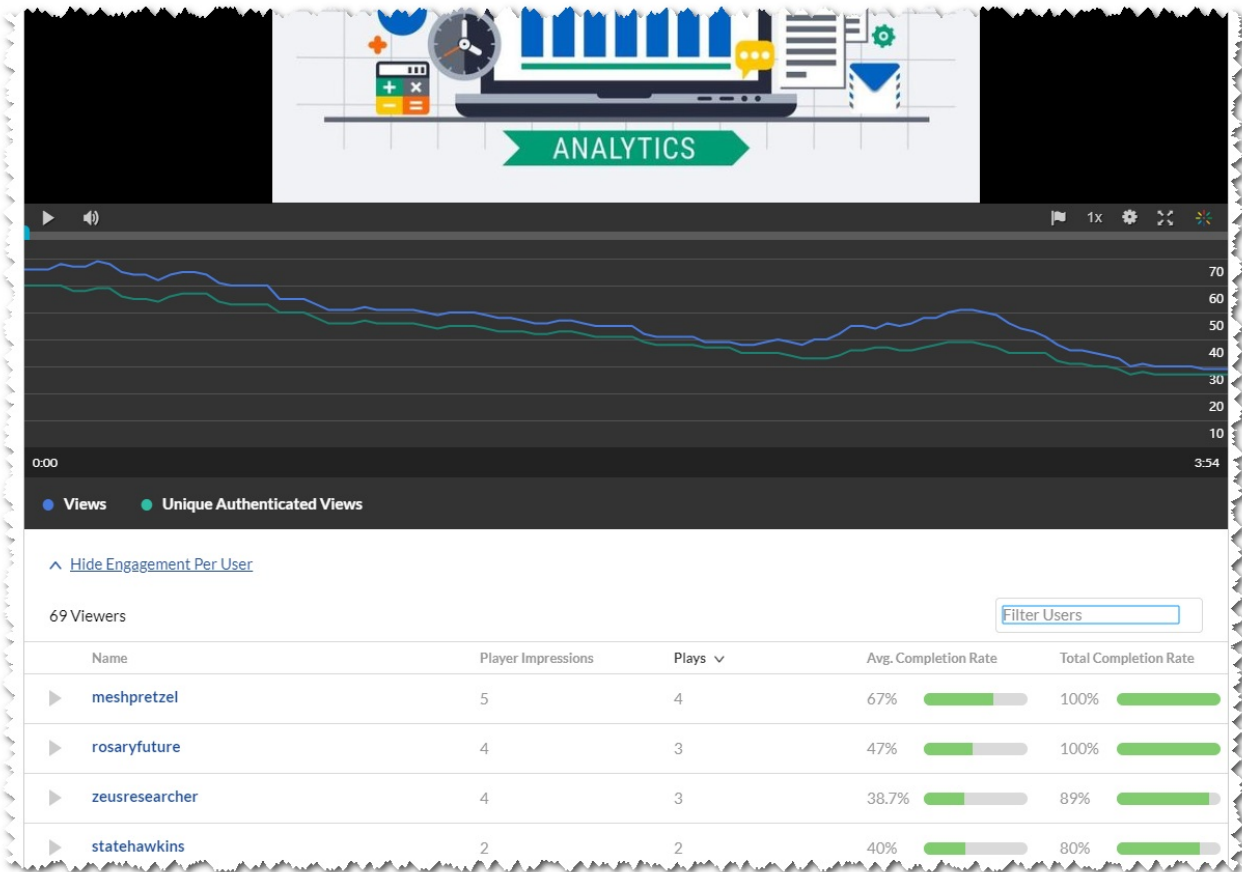 ANALYTICS
1x
70
60
50
40
30
20
10
0:00 3:54
Views Unique Authenticated Views
Hide Engagement Per User
69 Viewers Filter Users
Name Player Impressions Plays Avg. Completion Rate Total Completion Rate
meshpretzel 5 4 67% 100%
rosaryfuture 4 3 47% 100%
zeusresearcher 4 3 38.7% 89%
statehawkins 2 2 40% 80%